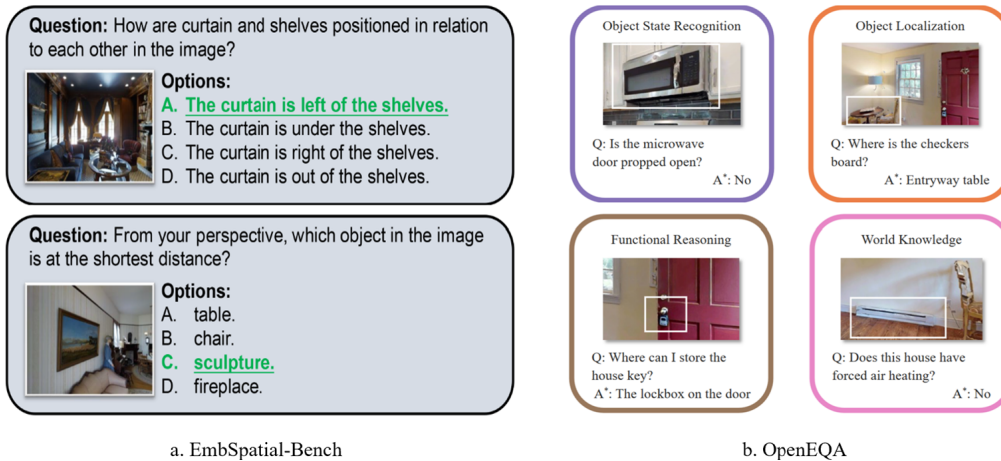 Question: How are curtain and shelves positioned in relation
to each other in the image?
Options:
A. The curtain is left of the shelves.
B. The curtain is under the shelves.
C. The curtain is right of the shelves.
D. The curtain is out of the shelves.
Question: From your perspective, which object in the image
is at the shortest distance?
Options:
A. table.
B. chair.
C. sculpture.
D. fireplace.
a. EmbSpatial-Bench
Object State Recognition
Q: Is the microwave
door propped open?
A*: No
Object Localization
Q: Where is the checkers
board?
A*: Entryway table
Functional Reasoning
Q: Where can I store the
house key?
A*: The lockbox on the door
World Knowledge
Q: Does this house have
forced air heating?
A*: No
b. OpenEQA